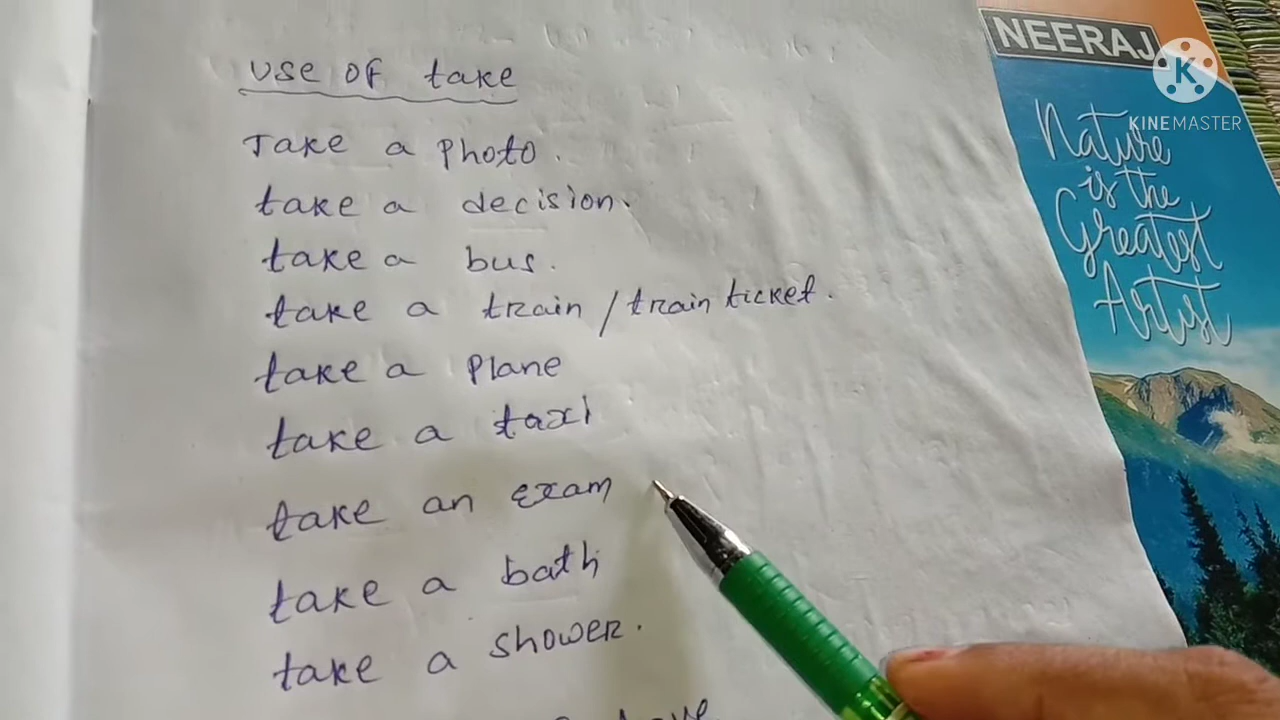 use of take
Take a photo.
take a decision.
take a bus.
take a train / train ticket.
take a plane
take a taxi
take an exam
take a bath
take a shower.
NEERAJ
Nature
is the
Greatest
Artist
K
KINEMASTER